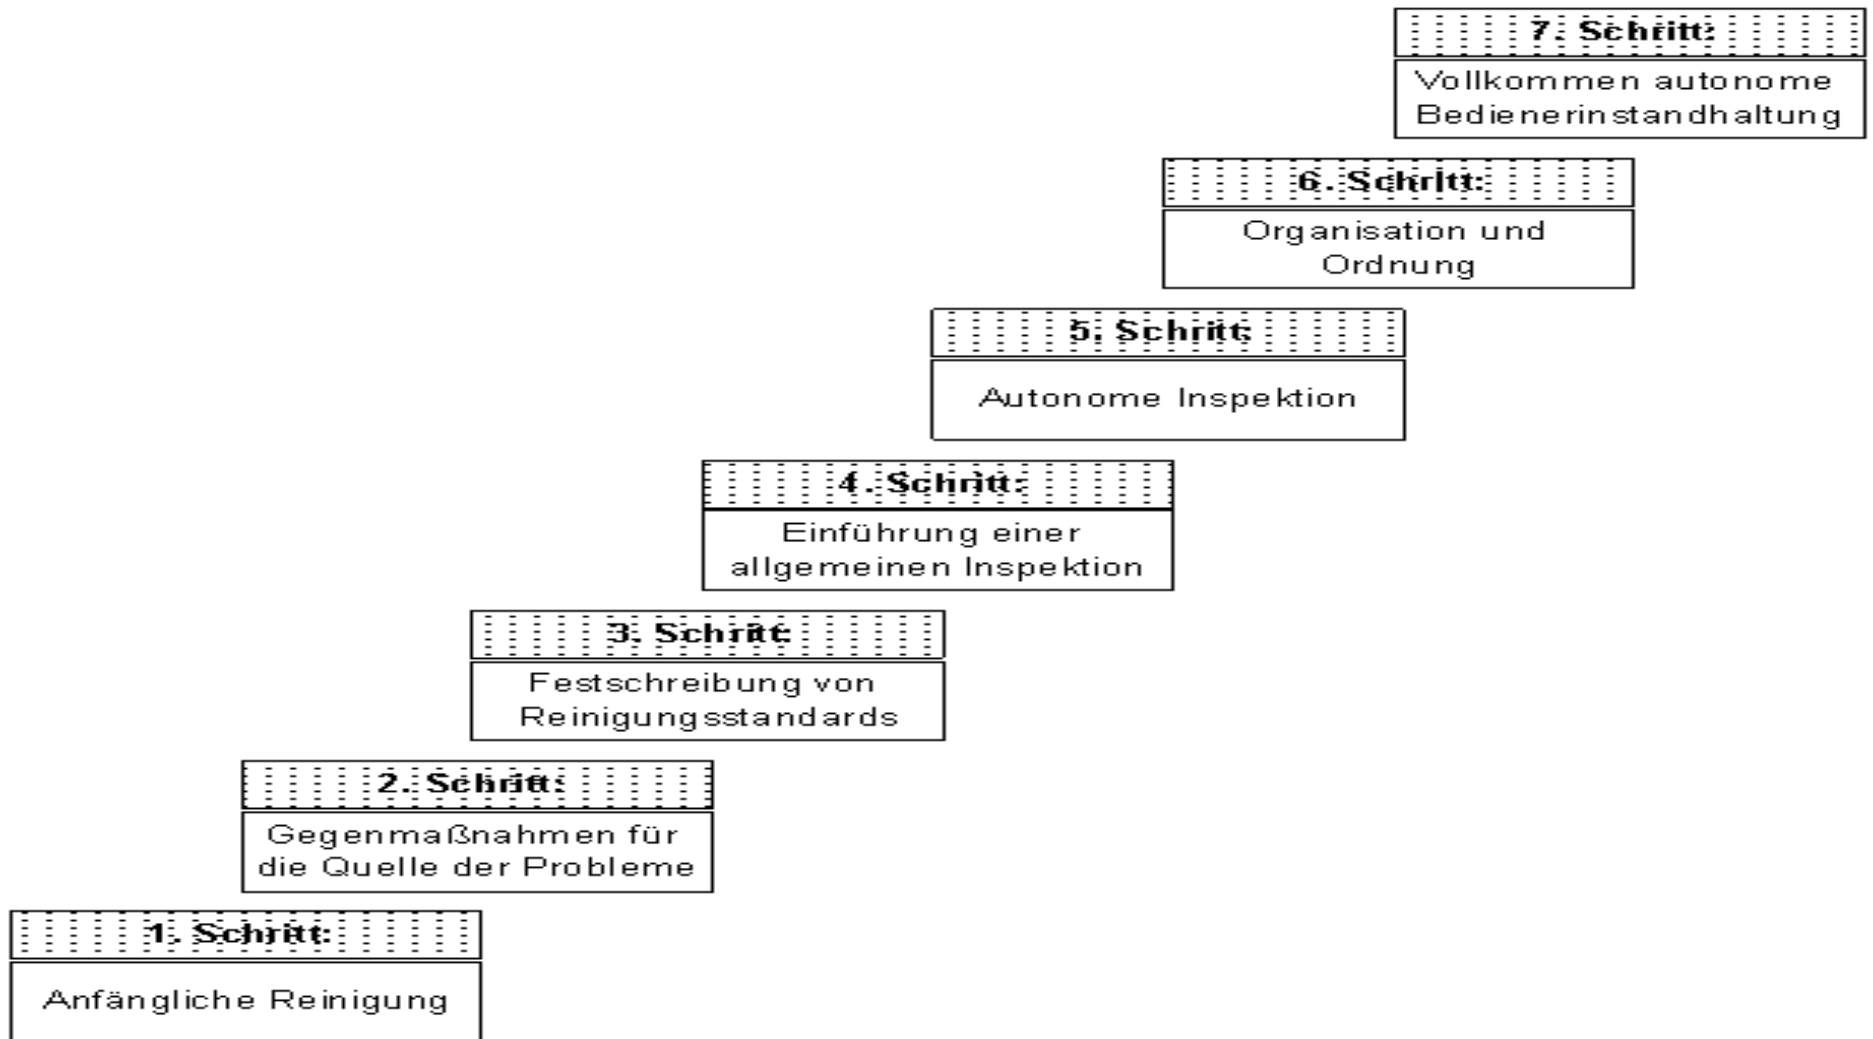 7. Schritt:
Vollkommen autonome
Bedienerinstandhaltung
6. Schritt:
Organisation und
Ordnung
5. Schritt:
Autonome Inspektion
4. Schritt:
Einführung einer
allgemeinen Inspektion
3. Schritt:
Festschreibung von
Reinigungsstandards
2. Schritt:
Gegenmaßnahmen für
die Quelle der Probleme
1. Schritt:
Anfängliche Reinigung